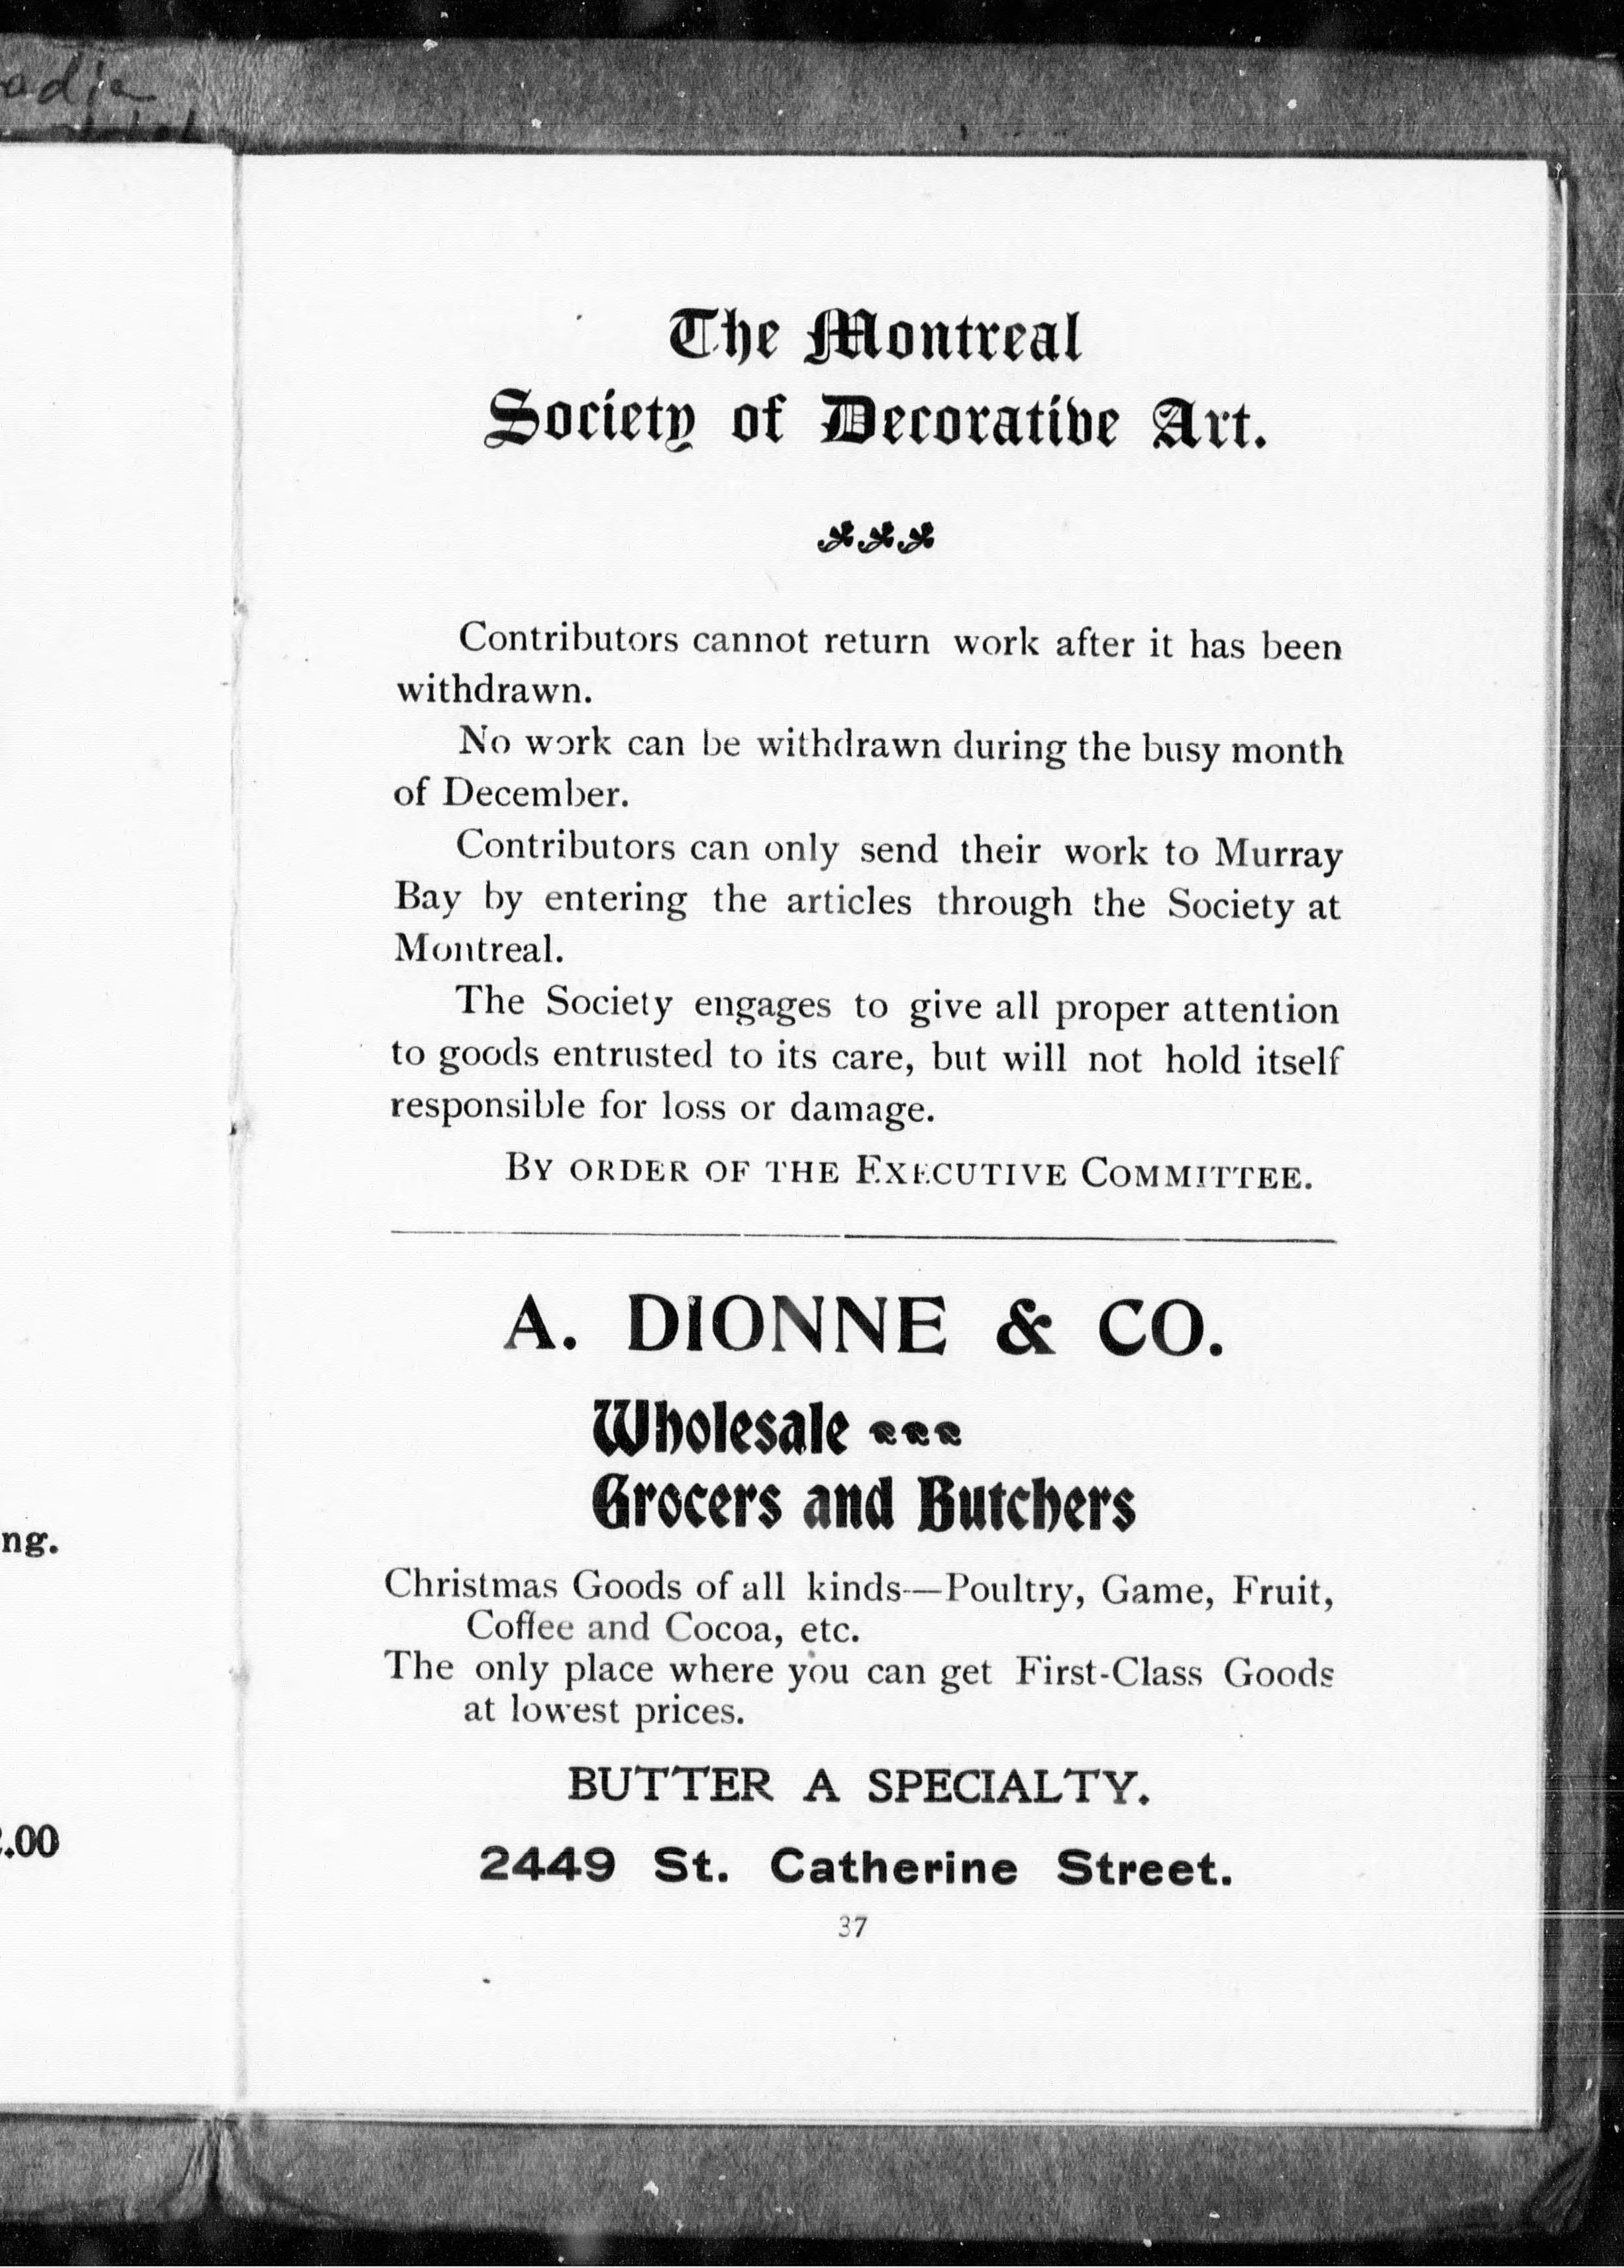 The Montreal
Society of Decorative Art.
Contributors cannot return work after it has been
withdrawn.
No work can be withdrawn during the busy month
of December.
Contributors can only send their work to Murray
Bay by entering the articles through the Society at
Montreal.
The Society engages to give all proper attention
to goods entrusted to its care, but will not hold itself
responsible for loss or damage.
BY ORDER OF THE EXECUTIVE COMMITTEE.
A. DIONNE & CO.
Wholesale
Grocers and Butchers
Christmas Goods of all kinds—Poultry, Game, Fruit,
Coffee and Cocoa, etc.
The only place where you can get First-Class Goods
at lowest prices.
BUTTER A SPECIALTY.
2449 St. Catherine Street.
37
ng.
.00